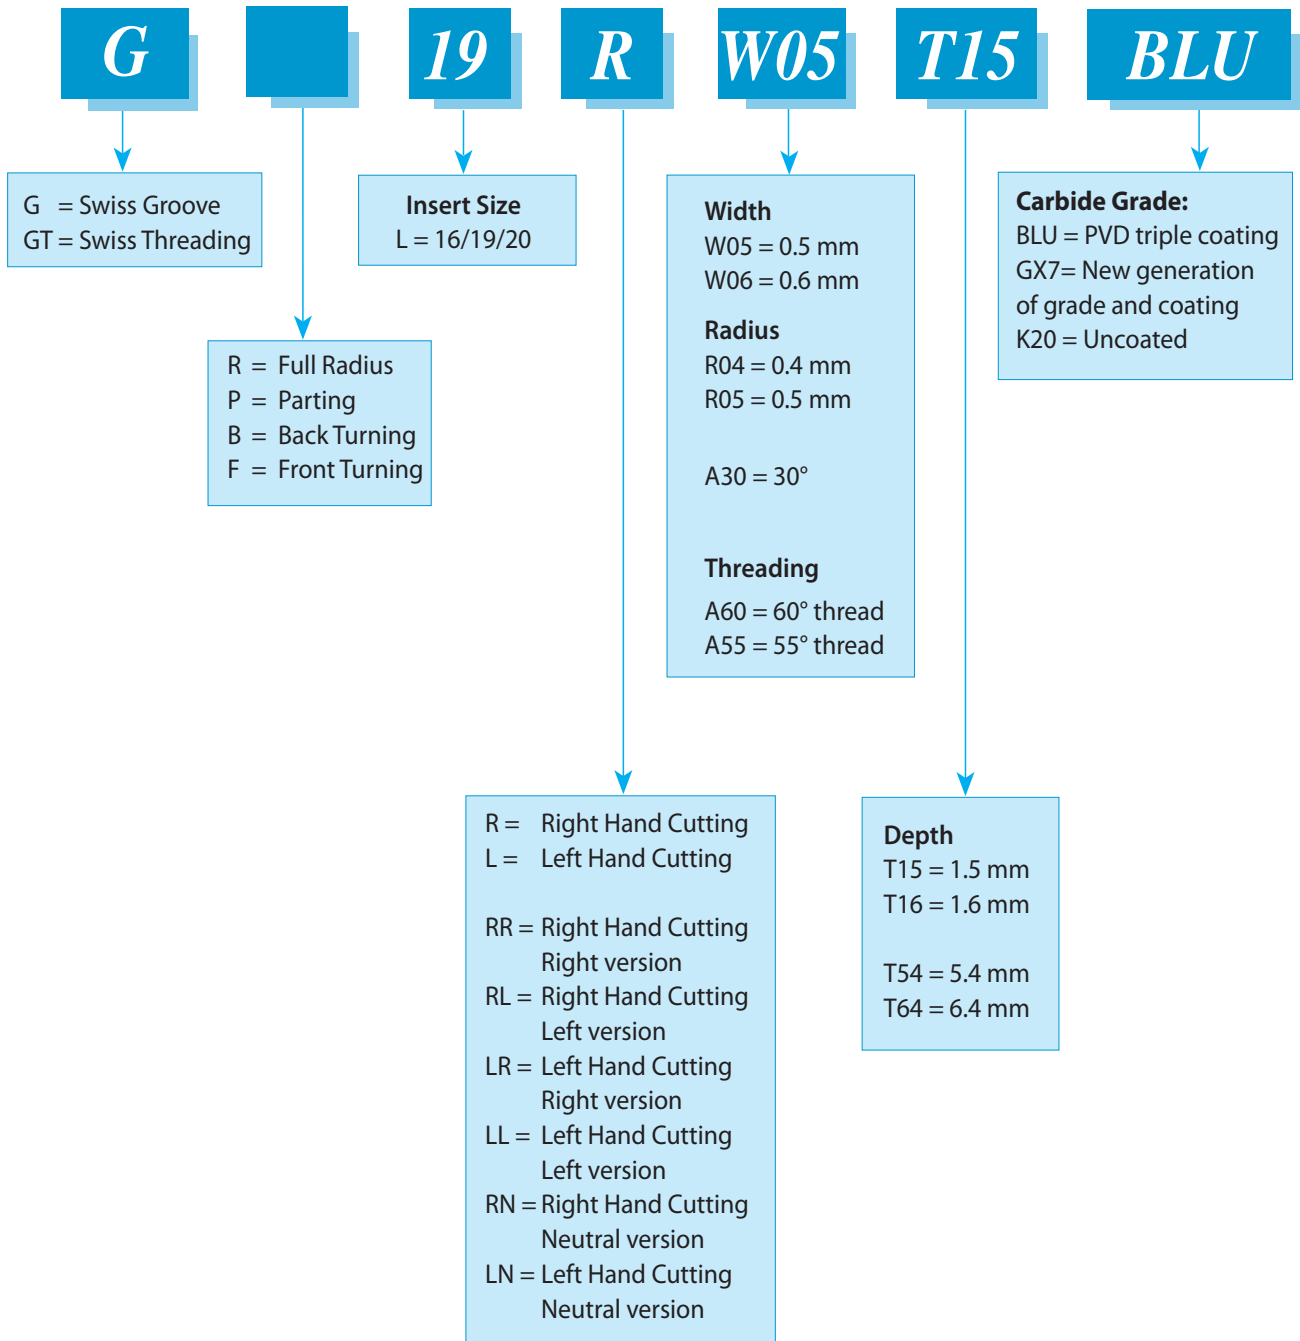 G 19 R W05 T15 BLU
G = Swiss Groove
GT = Swiss Threading
R = Full Radius
P = Parting
B = Back Turning
F = Front Turning
Insert Size
L = 16/19/20
R = Right Hand Cutting
L = Left Hand Cutting
RR = Right Hand Cutting
Right version
RL = Right Hand Cutting
Left version
LR = Left Hand Cutting
Right version
LL = Left Hand Cutting
Left version
RN = Right Hand Cutting
Neutral version
LN = Left Hand Cutting
Neutral version
Width
W05 = 0.5 mm
W06 = 0.6 mm
Radius
R04 = 0.4 mm
R05 = 0.5 mm
A30 = 30°
Threading
A60 = 60° thread
A55 = 55° thread
Depth
T15 = 1.5 mm
T16 = 1.6 mm
T54 = 5.4 mm
T64 = 6.4 mm
Carbide Grade:
BLU = PVD triple coating
GX7= New generation
of grade and coating
K20 = Uncoated